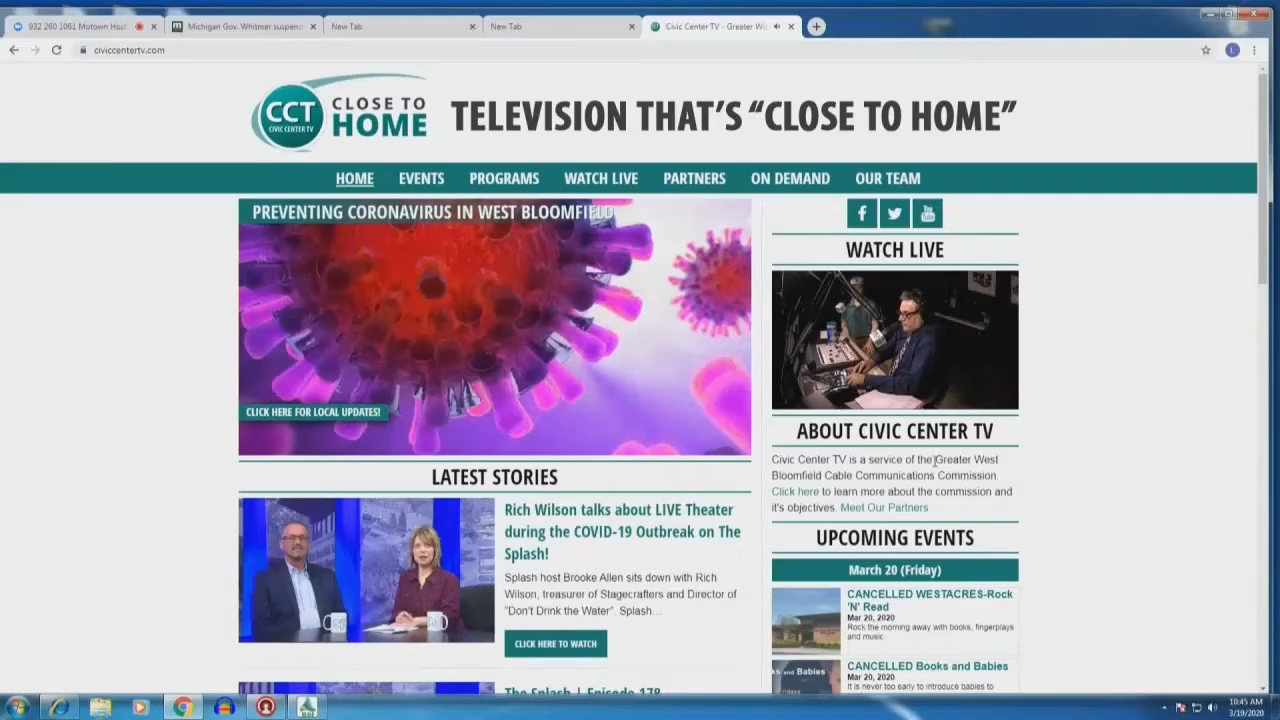 932 260 1061 Motown Host
Michigan Gov. Whitmer suspen
New Tab
New Tab
Civic Center TV - Greater We
civiccentertv.com
CCT
CIVIC CENTER TV
CLOSE TO
HOME
TELEVISION THAT'S “CLOSE TO HOME”
HOME EVENTS PROGRAMS WATCH LIVE PARTNERS ON DEMAND OUR TEAM
PREVENTING CORONAVIRUS IN WEST BLOOMFIELD
CLICK HERE FOR LOCAL UPDATES!
LATEST STORIES
Rich Wilson talks about LIVE Theater
during the COVID-19 Outbreak on The
Splash!
Splash host Brooke Allen sits down with Rich
Wilson, treasurer of Stagecrafters and Director of
"Don't Drink the Water". Splash...
CLICK HERE TO WATCH
The Splash | Episode 178
You
Tube
WATCH LIVE
ABOUT CIVIC CENTER TV
Civic Center TV is a service of the Greater West
Bloomfield Cable Communications Commission.
Click here to learn more about the commission and
it's objectives. Meet Our Partners
UPCOMING EVENTS
March 20 (Friday)
CANCELLED WESTACRES-Rock
'N' Read
Mar 20, 2020
Rock the morning away with books, fingerplays
and music.
ks and Babies
CANCELLED Books and Babies
Mar 20, 2020
It is never too early to introduce babies to
10:45 AM
3/19/2020